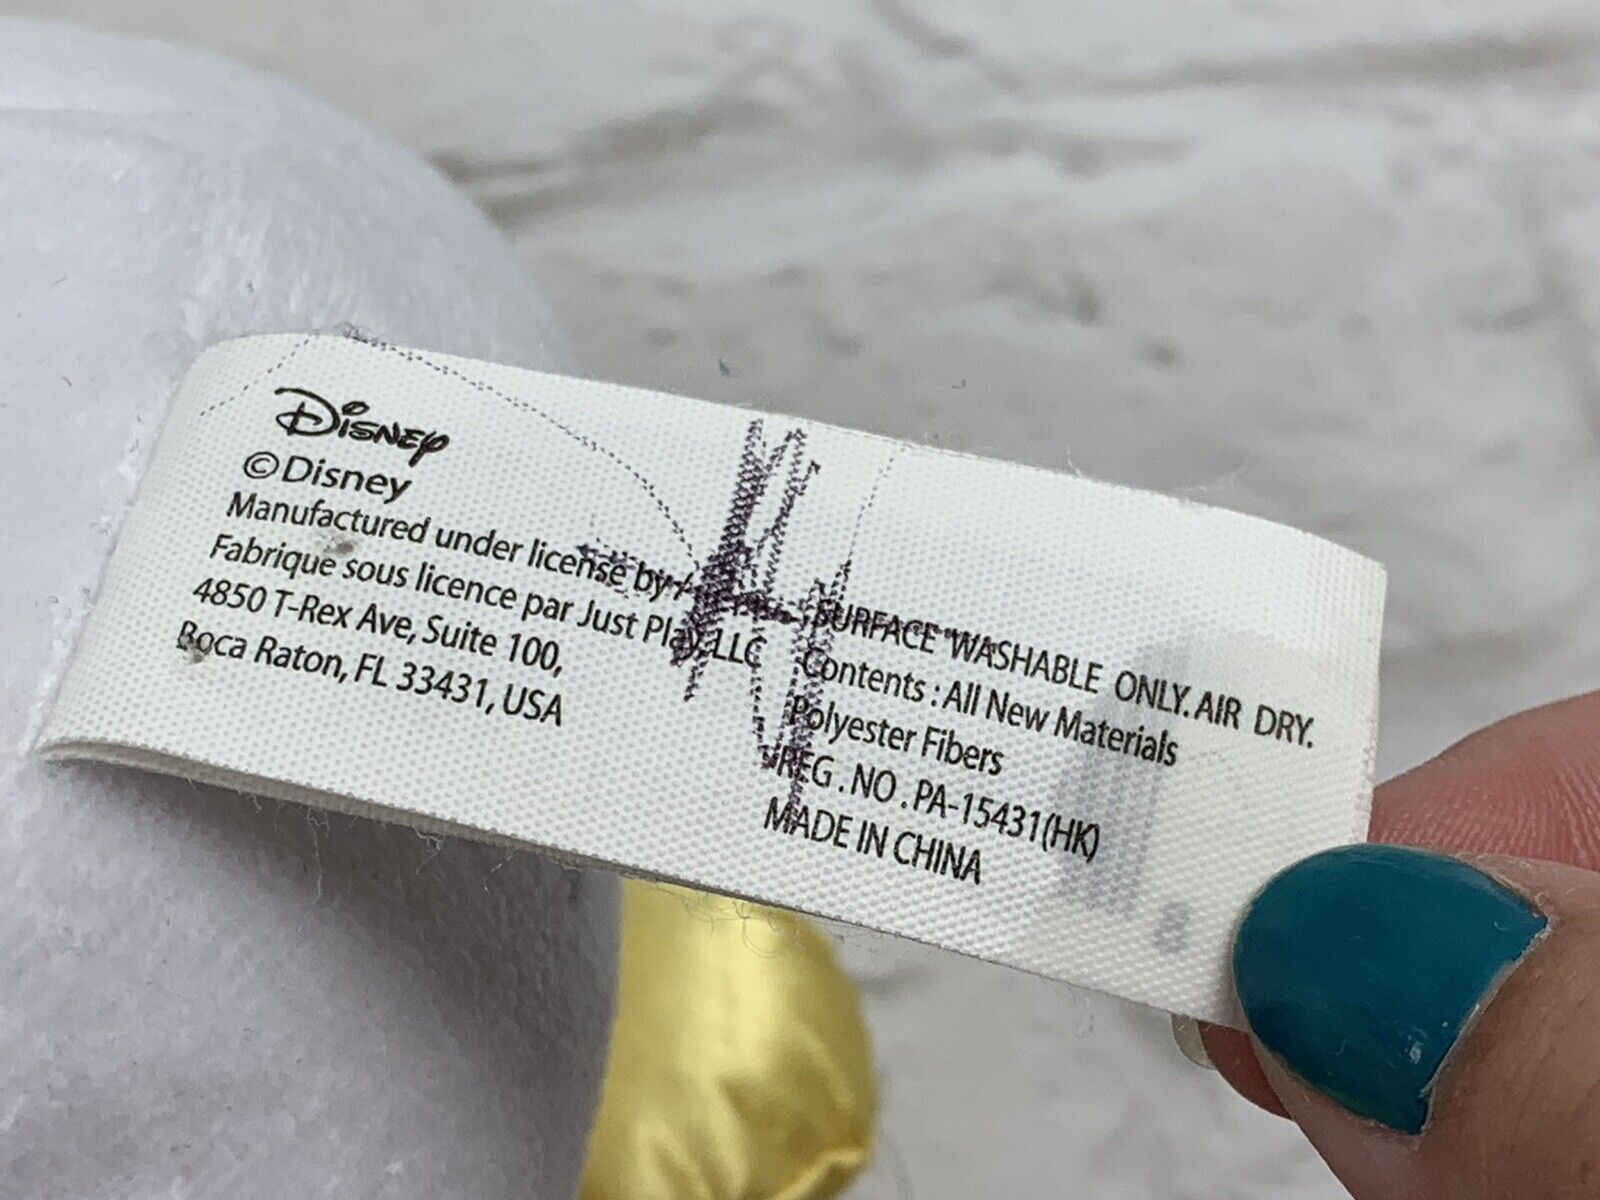 Disney
©Disney
Manufactured under license by /
Fabrique sous licence par Just Play, LLC
4850 T-Rex Ave, Suite 100,
Boca Raton, FL 33431, USA
SURFACE WASHABLE ONLY. AIR DRY.
Contents : All New Materials
Polyester Fibers
REG . NO . PA-15431(HK)
MADE IN CHINA